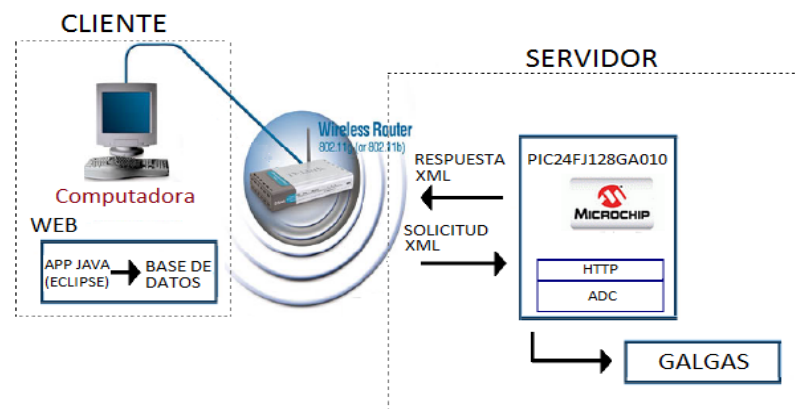 CLIENTE
SERVIDOR
Wireless Router
802.11g (or 802.11b)
Computadora
WEB
APP JAVA
(ECLIPSE)
BASE DE
DATOS
RESPUESTA
XML
SOLICITUD
XML
PIC24FJ128GA010
MICROCHIP
HTTP
ADC
GALGAS